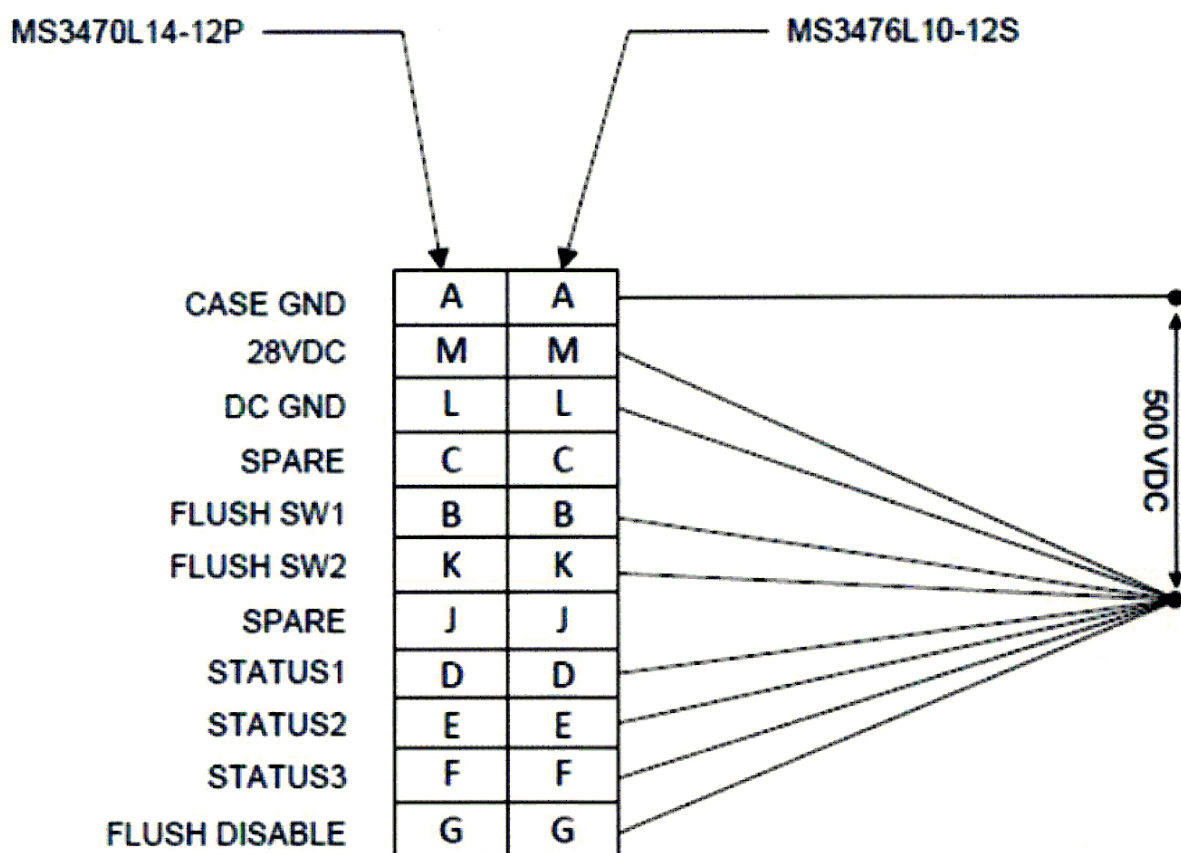 MS3470L14-12P MS3476L10-12S
CASE GND A A
28VDC M M
DC GND L L
SPARE C C
FLUSH SW1 B B
FLUSH SW2 K K
SPARE J J
STATUS1 D D
STATUS2 E E
STATUS3 F F
FLUSH DISABLE G G
500 VDC